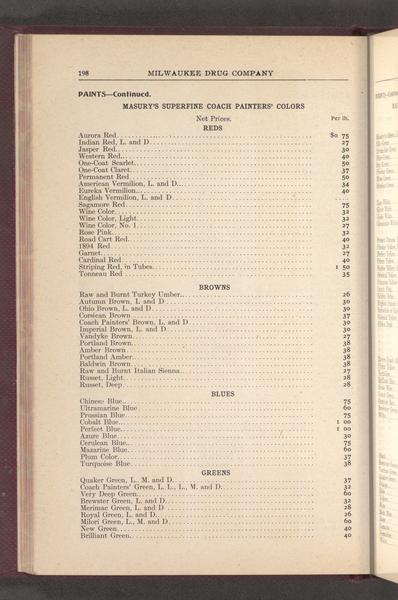 198 MILWAUKEE DRUG COMPANY
PAINTS—Continued.
MASURY'S SUPERFINE COACH PAINTERS' COLORS
Net Prices. Per lb.
REDS
Aurora Red $0 75
Indian Red, L. and D. 27
Jasper Red 30
Western Red 40
One-Coat Scarlet 50
One-Coat Claret 37
Permanent Red 50
American Vermilion, L. and D. 34
Eureka Vermilion 40
English Vermilion, L. and D ....
Sagamore Red 75
Wine Color 32
Wine Color, Light 32
Wine Color, No. 1 27
Rose Pink 32
Road Cart Red 40
1894 Red 32
Garnet 27
Cardinal Red 40
Striping Red, in Tubes 1 50
Tonneau Red 35
BROWNS
Raw and Burnt Turkey Umber 26
Autumn Brown, L. and D 30
Ohio Brown, L. and D 30
Corsican Brown 37
Coach Painters' Brown, L. and D 30
Imperial Brown, L. and D 30
Vandyke Brown 27
Portland Brown 38
Amber Brown 38
Portland Amber 38
Baldwin Brown 38
Raw and Burnt Italian Sienna 27
Russet, Light 28
Russet, Deep 28
BLUES
Chinese Blue 75
Ultramarine Blue 60
Prussian Blue 75
Cobalt Blue 1 00
Perfect Blue 1 00
Azure Blue 30
Cerulean Blue 75
Mazarine Blue 60
Plum Color 37
Turquoise Blue 38
GREENS
Quaker Green, L., M. and D. 37
Coach Painters' Green, L. L., L., M. and D. 32
Very Deep Green 60
Brewster Green, L. and D. 32
Merimac Green, L. and D 28
Royal Green, L. and D. 26
Milori Green, L., M. and D. 60
New Green 40
Brilliant Green 40